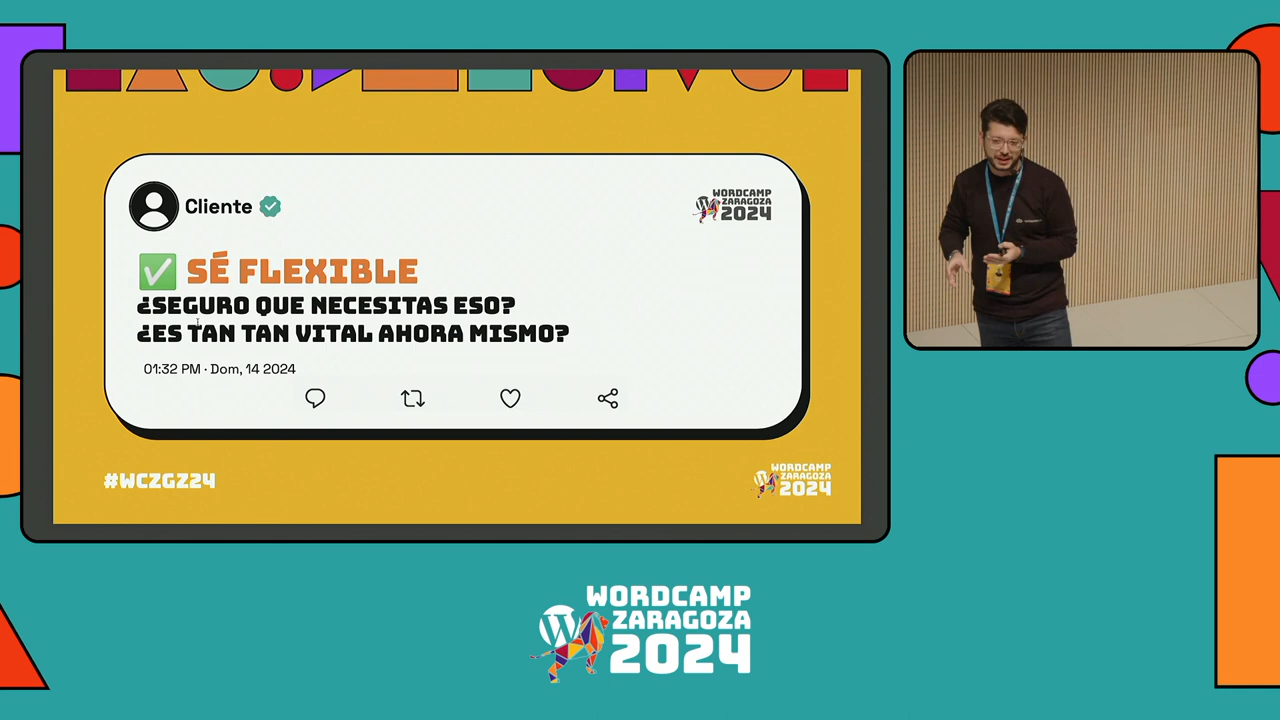 Cliente
WORDCAMP
ZARAGOZA
2024
✅ SÉ FLEXIBLE
¿SEGURO QUE NECESITAS ESO?
¿ES TAN TAN VITAL AHORA MISMO?
01:32 PM · Dom, 14 2024
#WCZGZ24
WORDCAMP
ZARAGOZA
2024
WORDCAMP
ZARAGOZA
2024